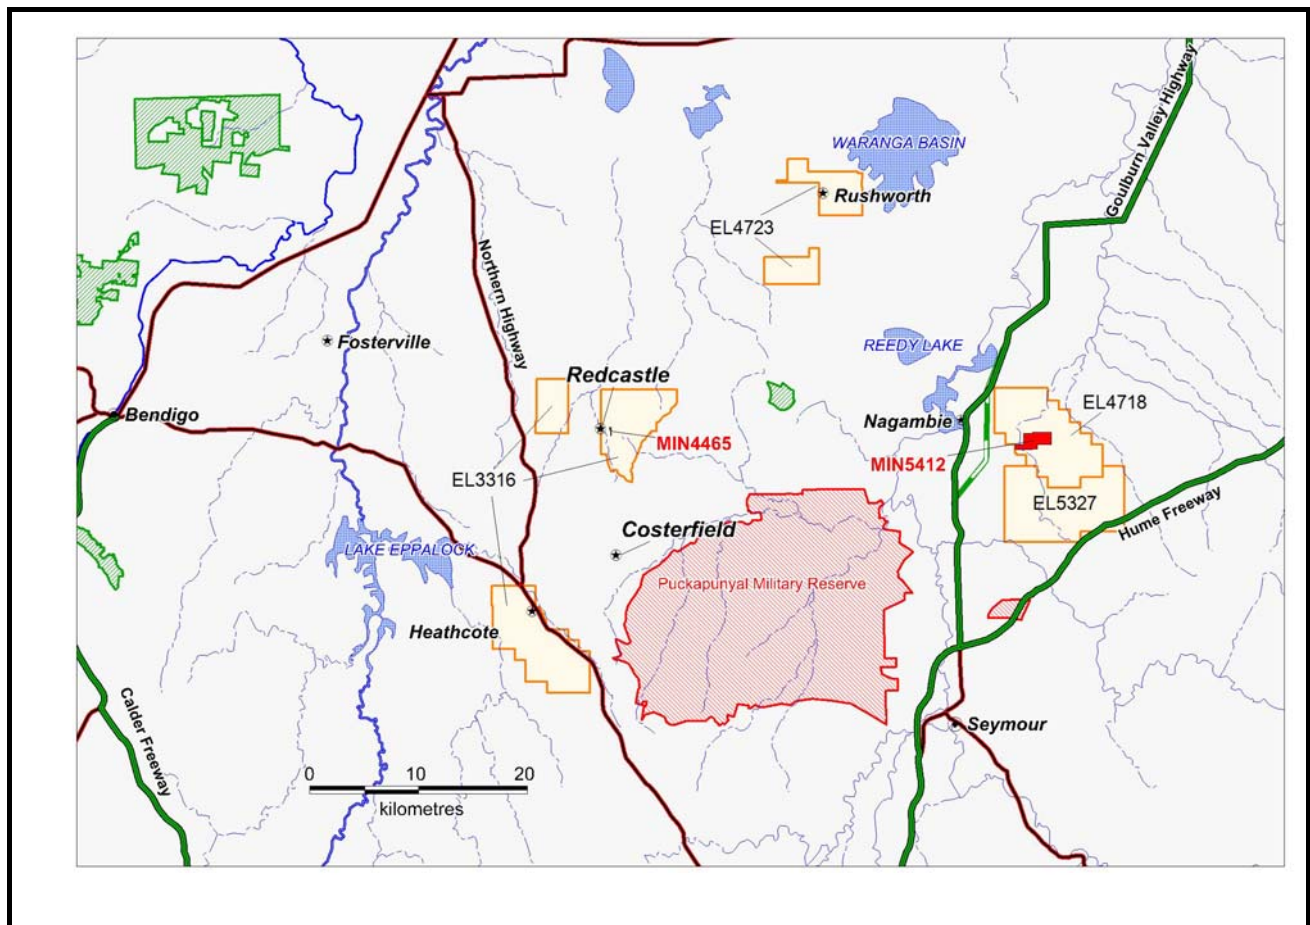 Goulburn Valley Highway
WARANGA BASIN
Rushworth
EL4723
Northern Highway
Fosterville
REEDY LAKE
Redcastle
Bendigo
EL4718
Nagambie
MIN4465
MIN5412
EL3316
EL5327
Hume Freeway
Costerfield
LAKE EPPALOCK
Puckapunyal Military Reserve
Heathcote
Calder Freeway
Seymour
0 10 20
kilometres